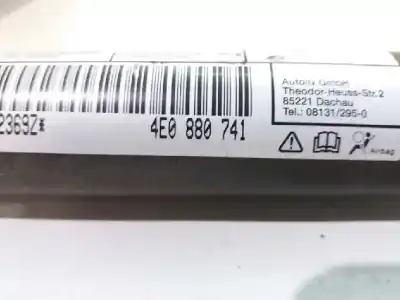 Autoliv GmbH
Theodor-Heuss-Str.2
85221 Dachau
Tel.: 08131/295-0
2369Z*
4E0 880 741
Airbag